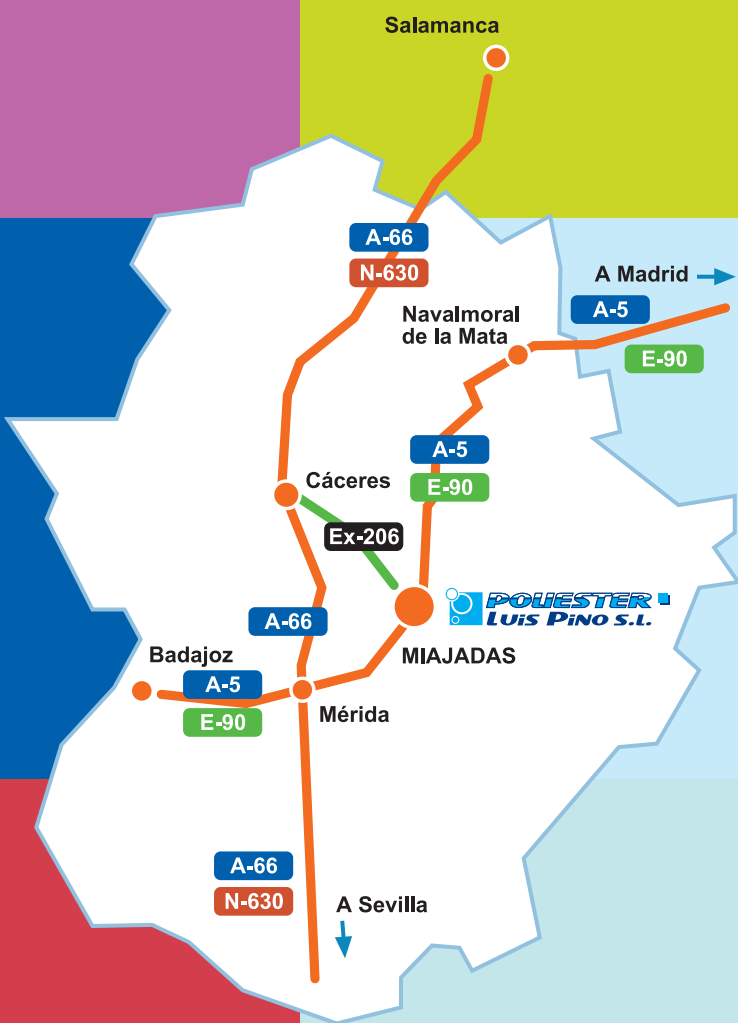 Salamanca
A-66
N-630
A Madrid
A-5
E-90
Navalmoral
de la Mata
A-5
E-90
Cáceres
Ex-206
POLIESTER
LUIS PINO S.L.
MIAJADAS
A-66
Badajoz
A-5
E-90
Mérida
A-66
N-630
A Sevilla